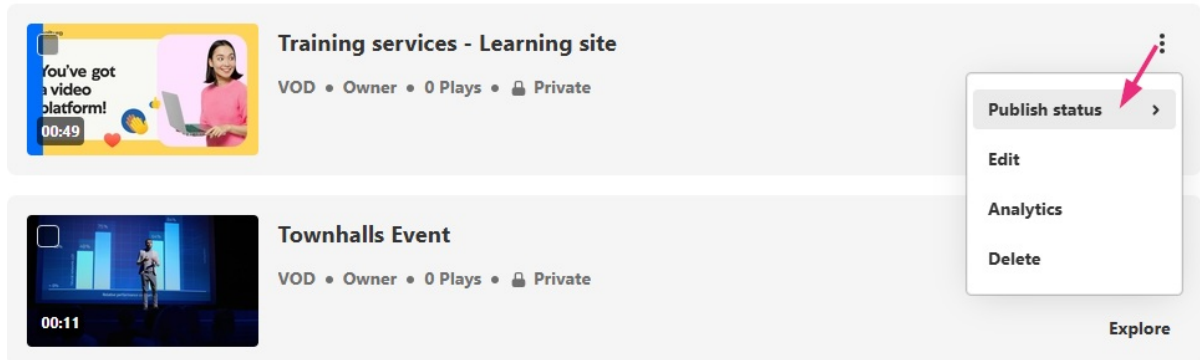 Training services - Learning site
VOD • Owner • 0 Plays • Private
You've got
a video
platform!
00:49
Publish status
Edit
Analytics
Delete
Townhalls Event
VOD • Owner • 0 Plays • Private
00:11
Explore